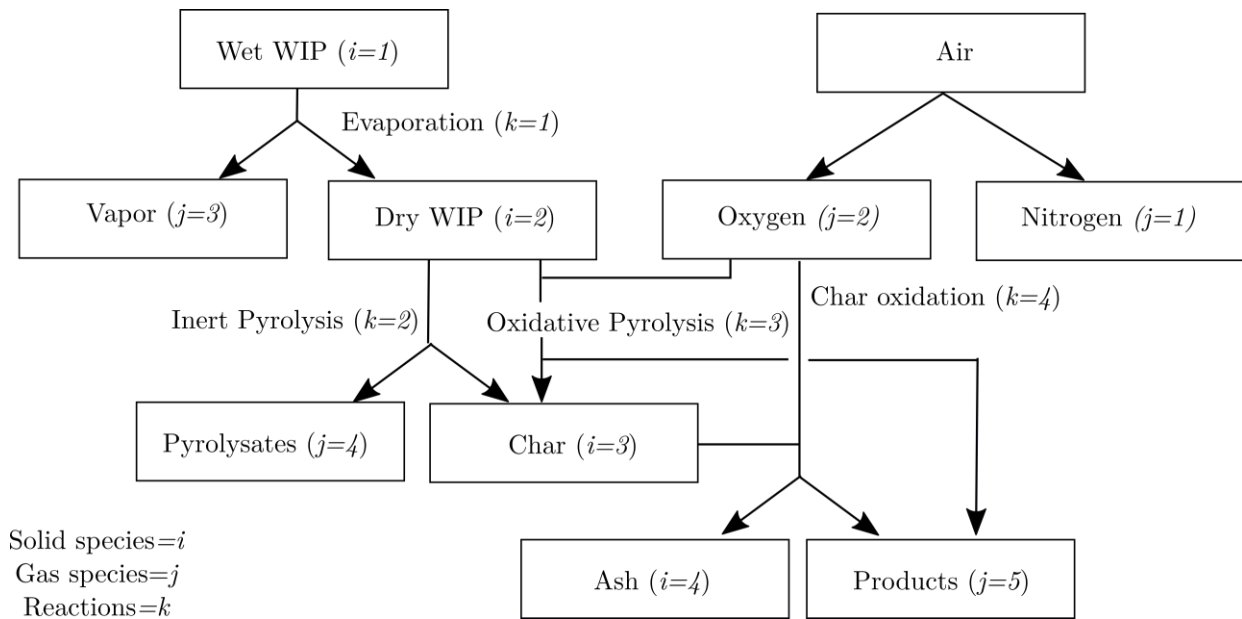 Wet WIP (i=1)
Air
Evaporation (k=1)
Vapor (j=3)
Dry WIP (i=2)
Oxygen (j=2)
Nitrogen (j=1)
Char oxidation (k=4)
Inert Pyrolysis (k=2)
Oxidative Pyrolysis (k=3)
Pyrolysates (j=4)
Char (i=3)
Solid species=i
Gas species=j
Reactions=k
Ash (i=4)
Products (j=5)